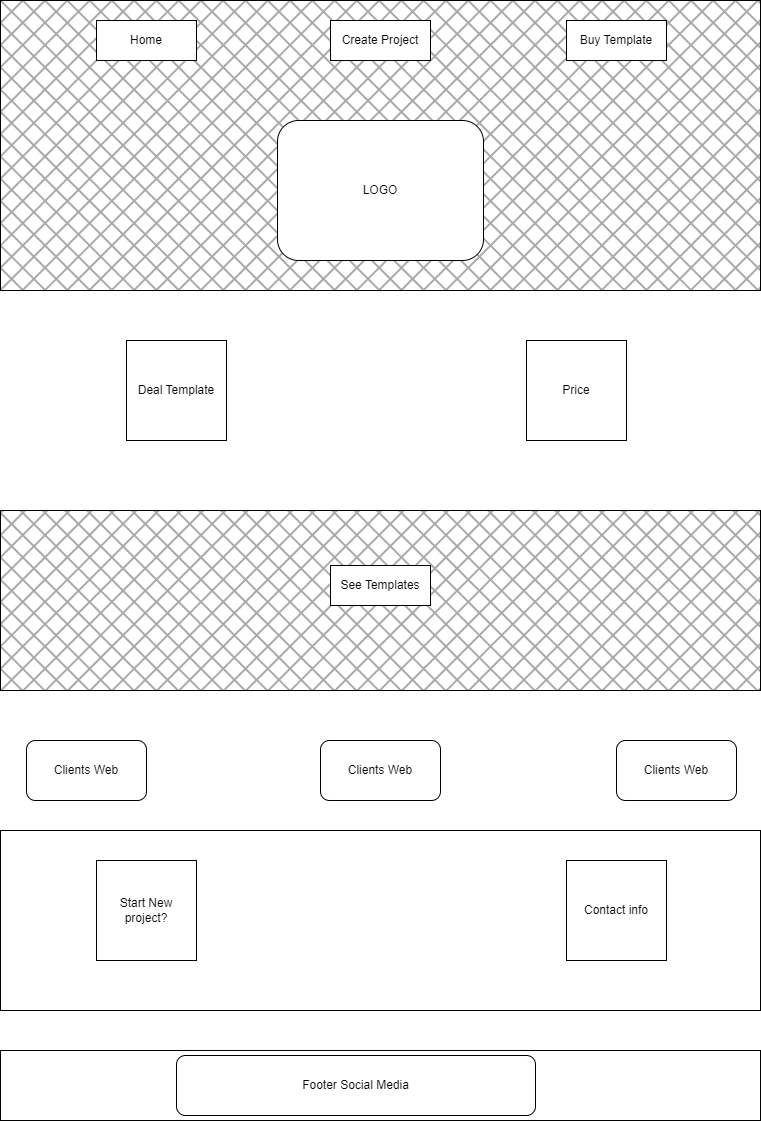 Home
Create Project
Buy Template
LOGO
Deal Template
Price
See Templates
Clients Web
Clients Web
Clients Web
Start New
project?
Contact info
Footer Social Media